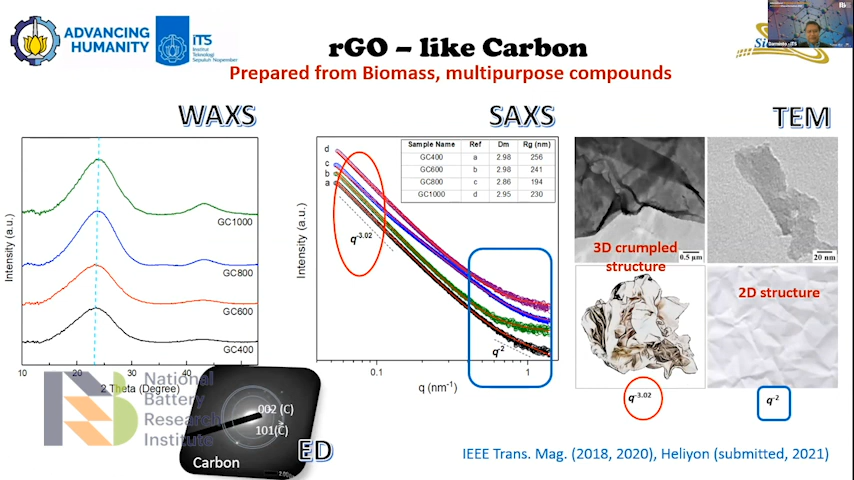 ADVANCING
HUMANITY
ITS
Institut
Teknologi
Sepuluh Nopember
rGO – like Carbon
Prepared from Biomass, multipurpose compounds
WAXS
SAXS
TEM
Intensity (a.u.)
GC1000
GC800
GC600
GC400
10 20 30 40
2 Theta (Degree)
Intensity (a.u.)
d
c
b
a
Sample Name Ref Dm Rg (nm)
GC400 a 2.98 256
GC600 b 2.98 241
GC800 c 2.86 194
GC1000 d 2.95 230
q-3.02
q-2
0.1 1
q (nm-1)
0.5 µm
20 nm
3D crumpled
structure
2D structure
q-3.02
q-2
National
Battery
Research
Institute
002 (C)
101(C)
Carbon
ED
IEEE Trans. Mag. (2018, 2020), Heliyon (submitted, 2021)